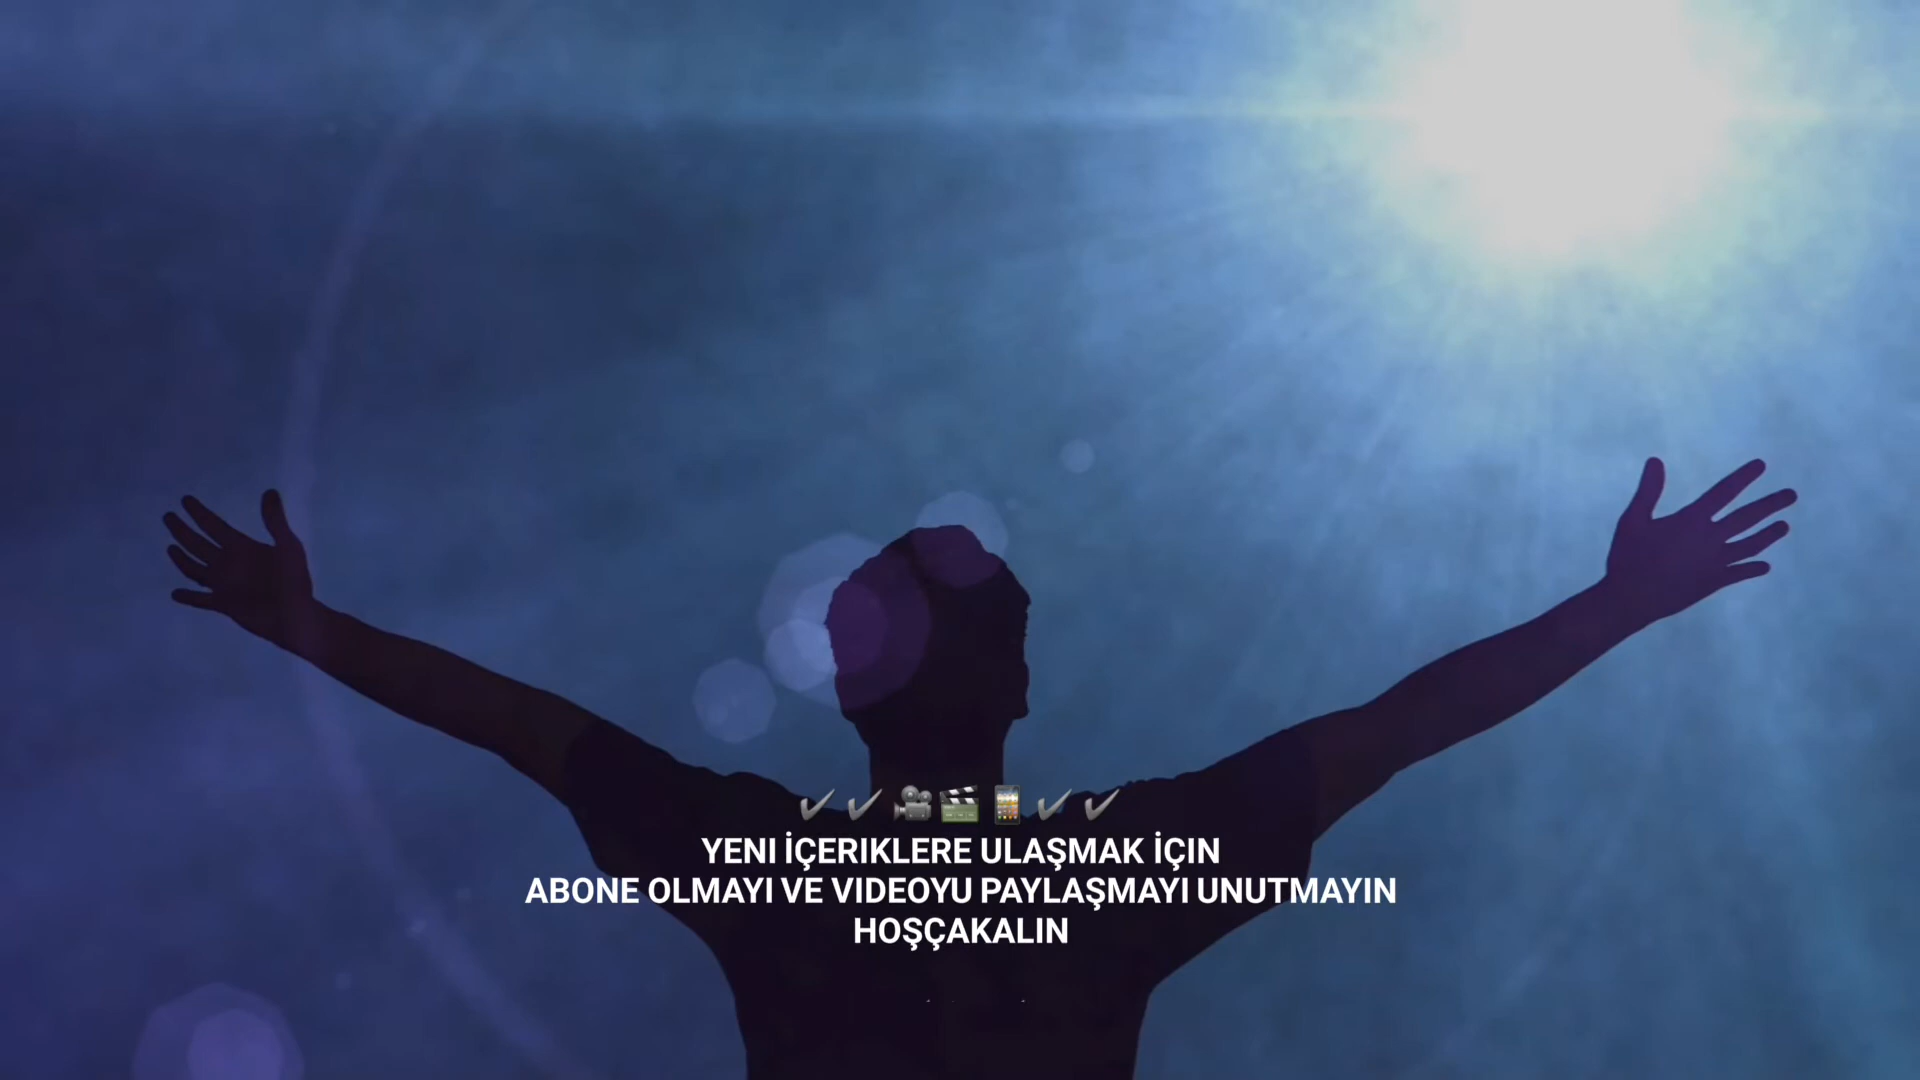 ✔✔🎥🎬📱✔✔
YENI İÇERIKLERE ULAŞMAK İÇIN
ABONE OLMAYI VE VIDEOYU PAYLAŞMAYI UNUTMAYIN
HOŞÇAKALIN